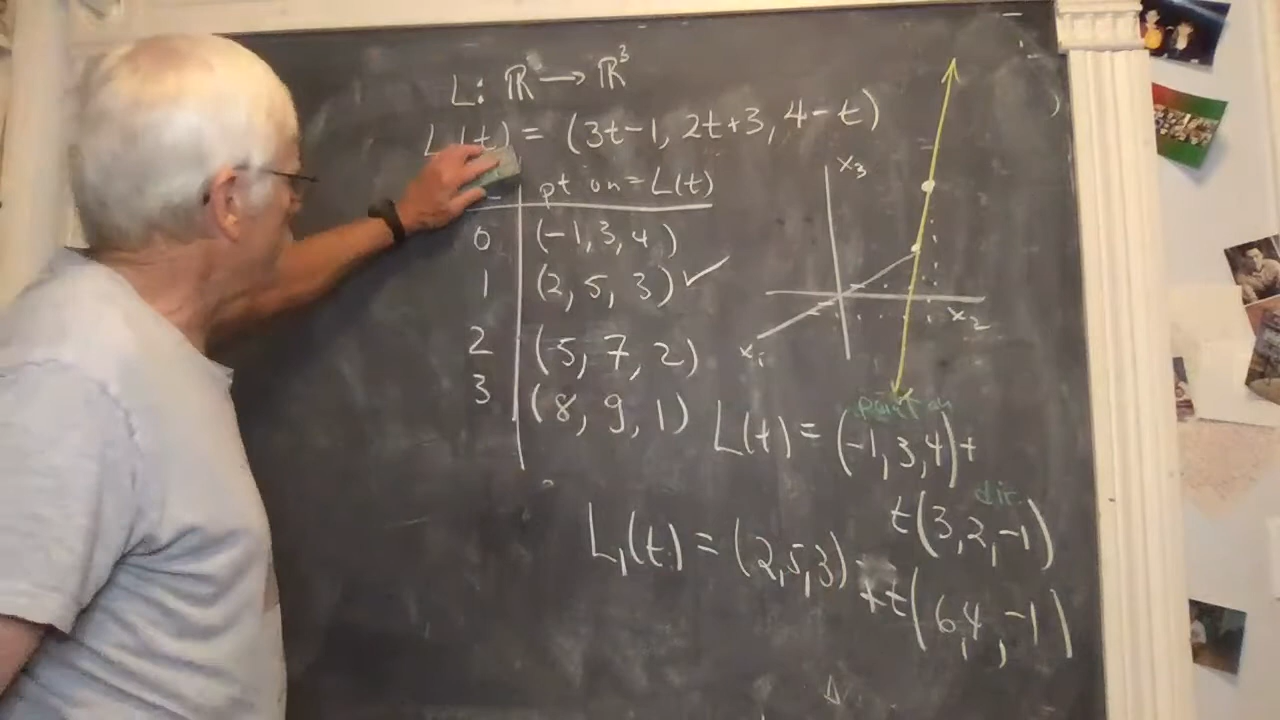 L: ℝ → ℝ³
L(t) = (3t-1, 2t+3, 4-t)
pt on = L(t)
0 (-1, 3, 4)
1 (2, 5, 3) ✓
2 (5, 7, 2)
3 (8, 9, 1)
x₃
x₂
x₁
point on
L(t) = (-1, 3, 4) +
dir.
t(3, 2, -1)
L₁(t) = (2, 5, 3)
+t(6, 4, -1)